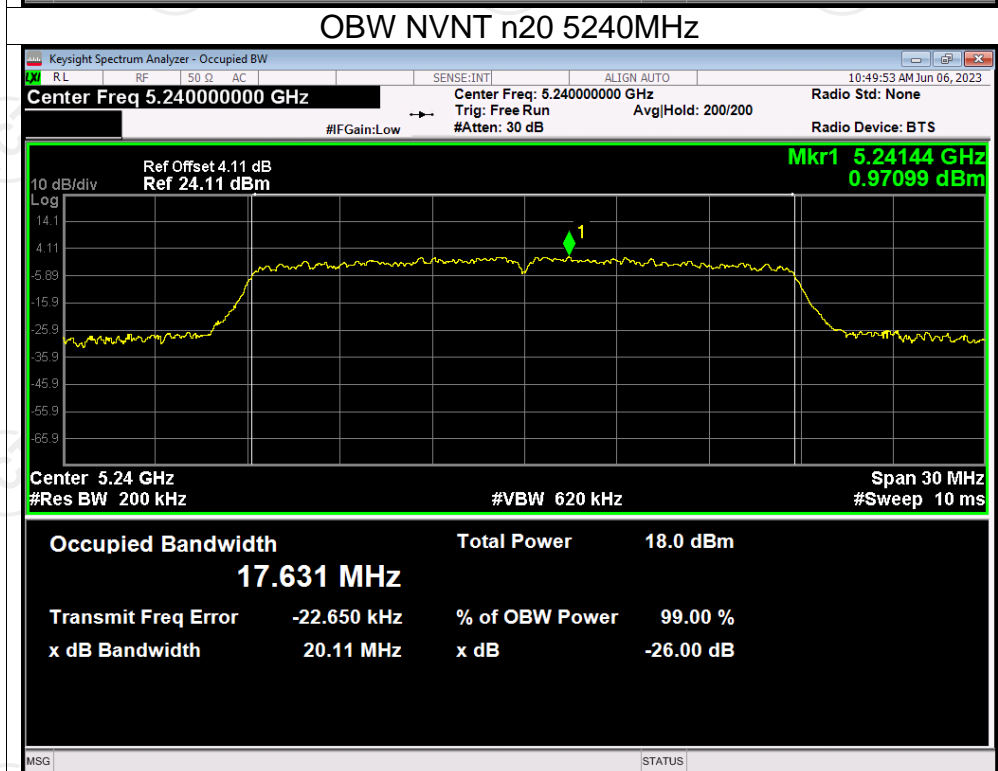 OBW NVNT n20 5240MHz
Keysight Spectrum Analyzer - Occupied BW
LXI RL RF 50 Ω AC SENSE:INT ALIGN AUTO 10:49:53 AM Jun 06, 2023
Center Freq 5.240000000 GHz Center Freq: 5.240000000 GHz Radio Std: None
Trig: Free Run Avg|Hold: 200/200
#IFGain:Low #Atten: 30 dB Radio Device: BTS
Mkr1 5.24144 GHz
Ref Offset 4.11 dB
10 dB/div Ref 24.11 dBm 0.97099 dBm
Log
14.1
1
4.11
-5.89
-15.9
-25.9
-35.9
-45.9
-55.9
-65.9
Center 5.24 GHz Span 30 MHz
#Res BW 200 kHz #VBW 620 kHz #Sweep 10 ms
Occupied Bandwidth Total Power 18.0 dBm
17.631 MHz
Transmit Freq Error -22.650 kHz % of OBW Power 99.00 %
x dB Bandwidth 20.11 MHz x dB -26.00 dB
MSG STATUS